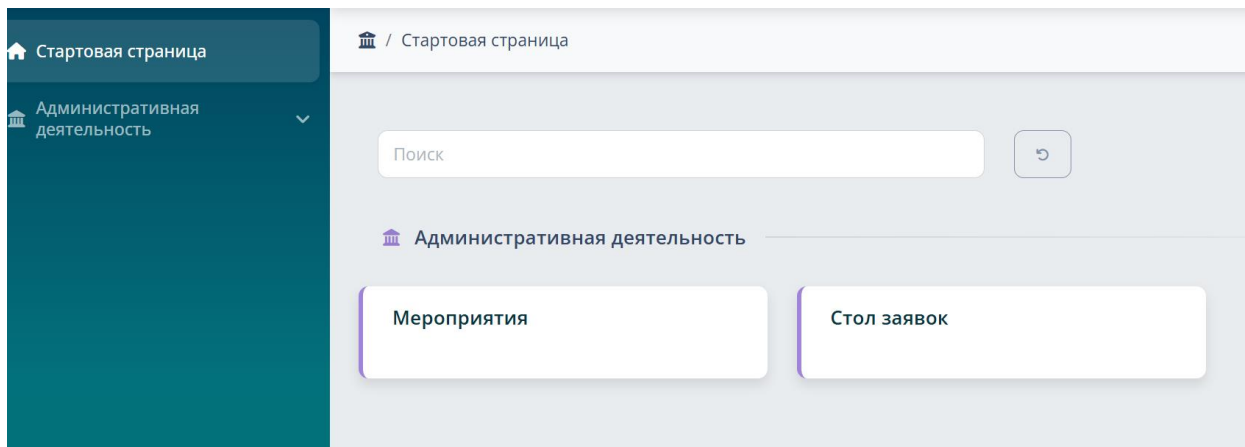 Стартовая страница
Административная
деятельность
/ Стартовая страница
Поиск
Административная деятельность
Мероприятия
Стол заявок